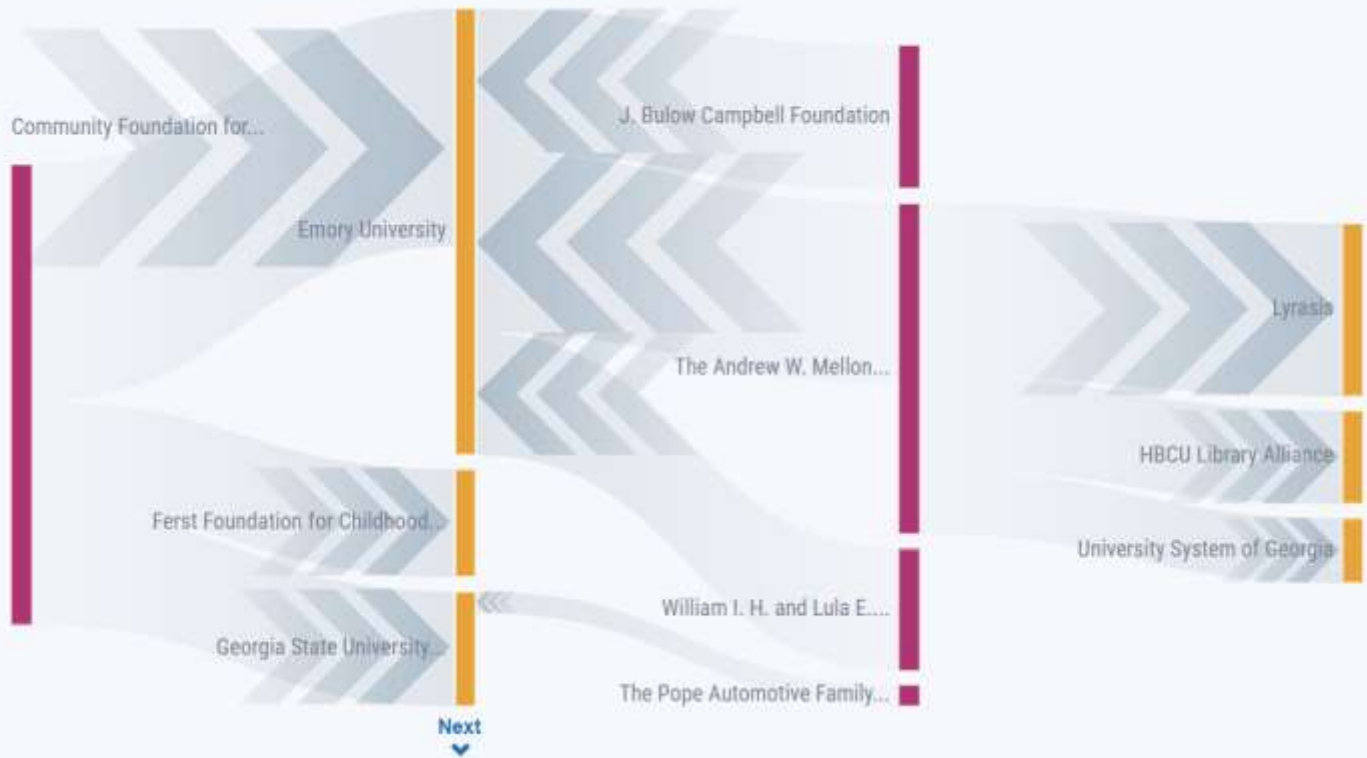 Community Foundation for...
J. Bulow Campbell Foundation
Emory University
Lyrasis
The Andrew W. Mellon...
HBCU Library Alliance
Ferst Foundation for Childhood...
University System of Georgia
William I. H. and Lula E....
Georgia State University...
The Pope Automotive Family...
Next